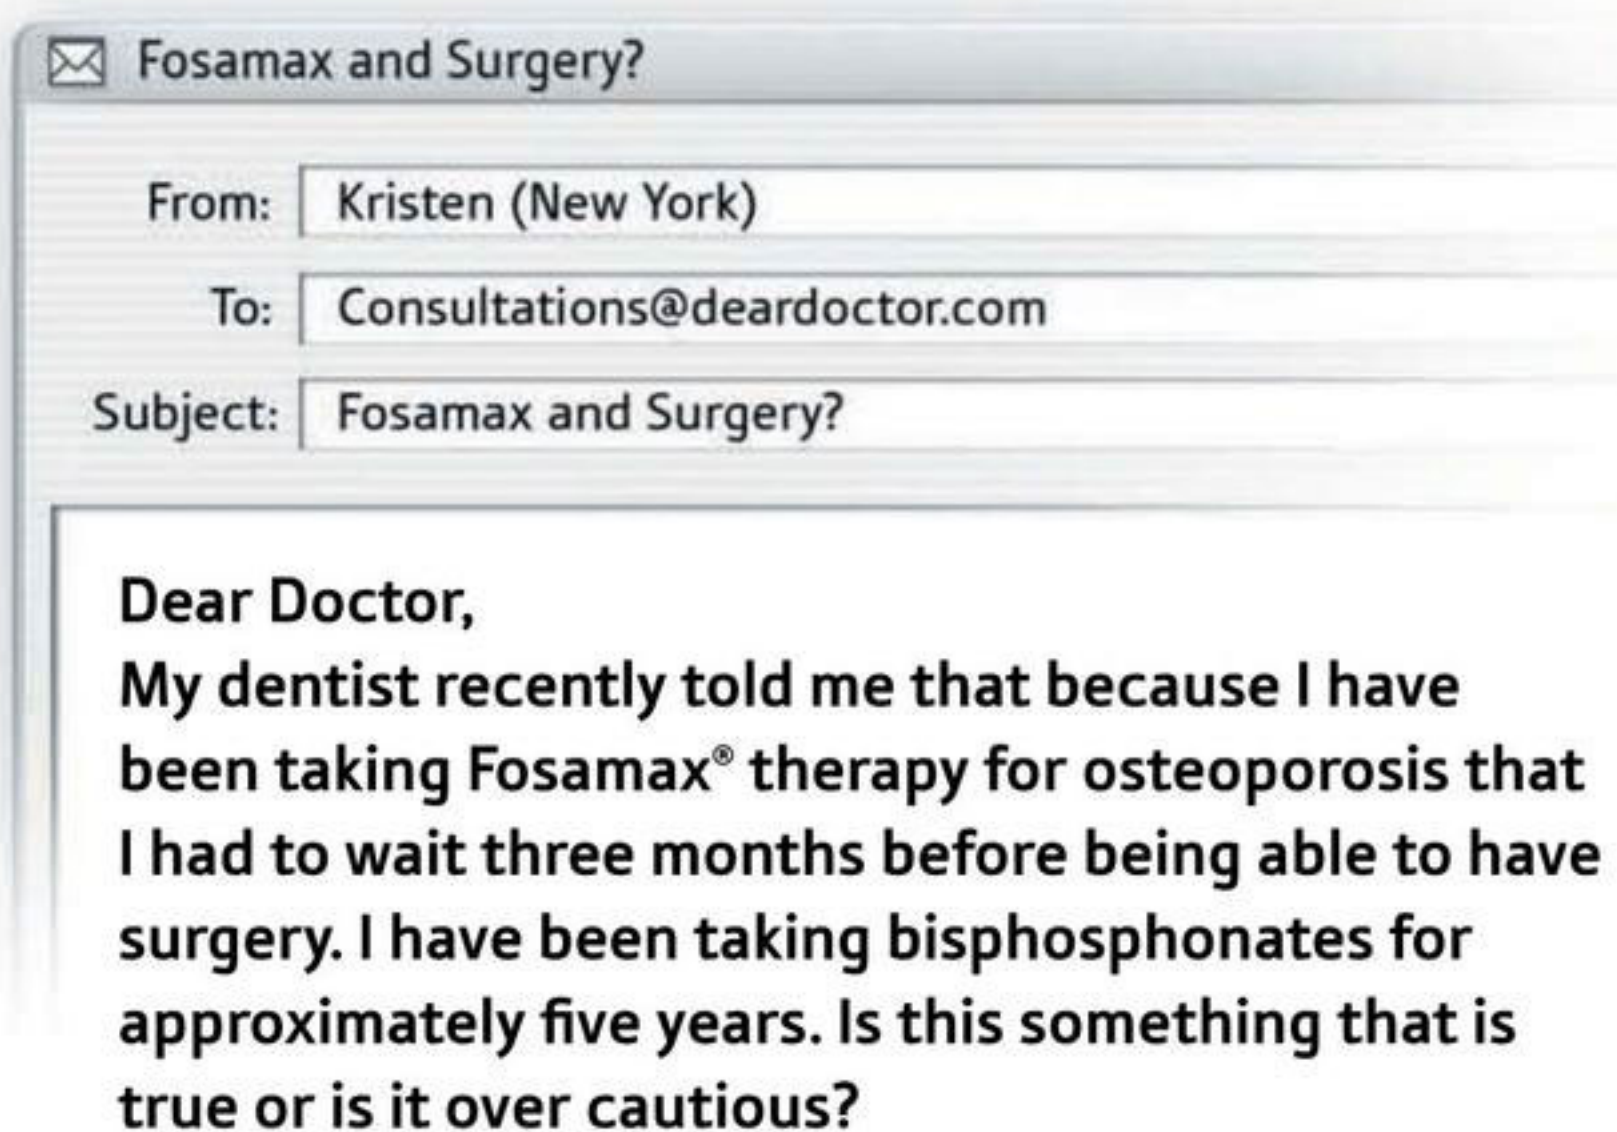 Fosamax and Surgery?
From: Kristen (New York)
To: Consultations@deardoctor.com
Subject: Fosamax and Surgery?
Dear Doctor,
My dentist recently told me that because I have
been taking Fosamax® therapy for osteoporosis that
I had to wait three months before being able to have
surgery. I have been taking bisphosphonates for
approximately five years. Is this something that is
true or is it over cautious?